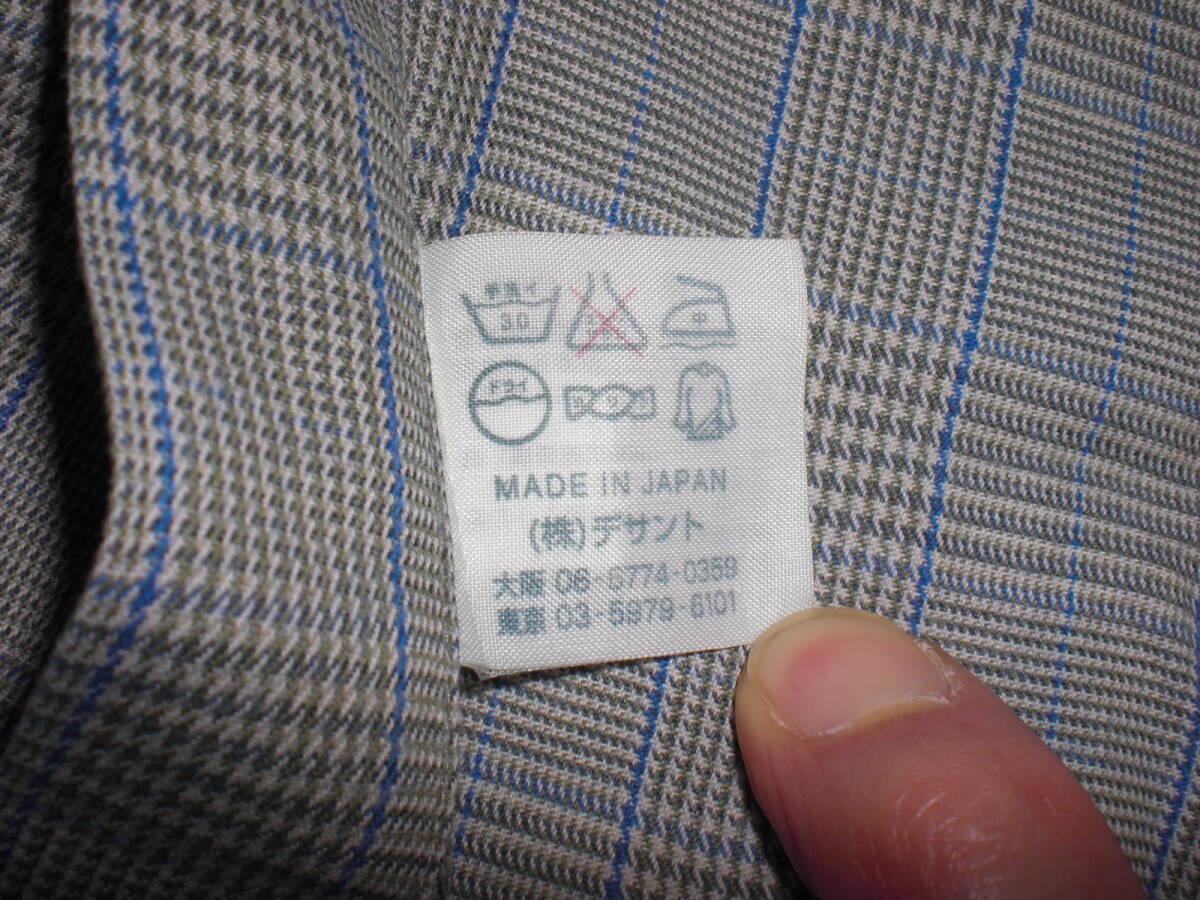 手洗イ
30
ドライ
MADE IN JAPAN
(株)デサント
大阪 06-6774-0369
東京 03-5979-6101